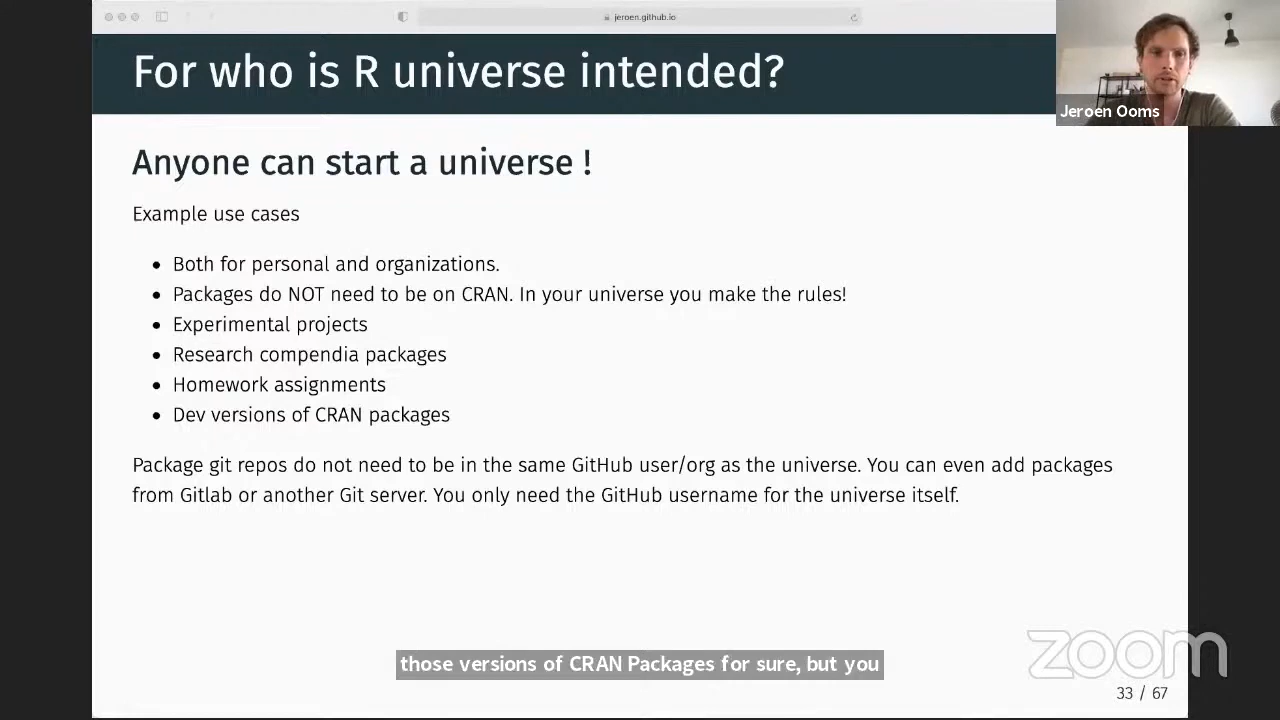 jeroen.github.io
For who is R universe intended?
Jeroen Ooms
Anyone can start a universe !
Example use cases
• Both for personal and organizations.
• Packages do NOT need to be on CRAN. In your universe you make the rules!
• Experimental projects
• Research compendia packages
• Homework assignments
• Dev versions of CRAN packages
Package git repos do not need to be in the same GitHub user/org as the universe. You can even add packages
from Gitlab or another Git server. You only need the GitHub username for the universe itself.
those versions of CRAN Packages for sure, but you
zoom
33 / 67